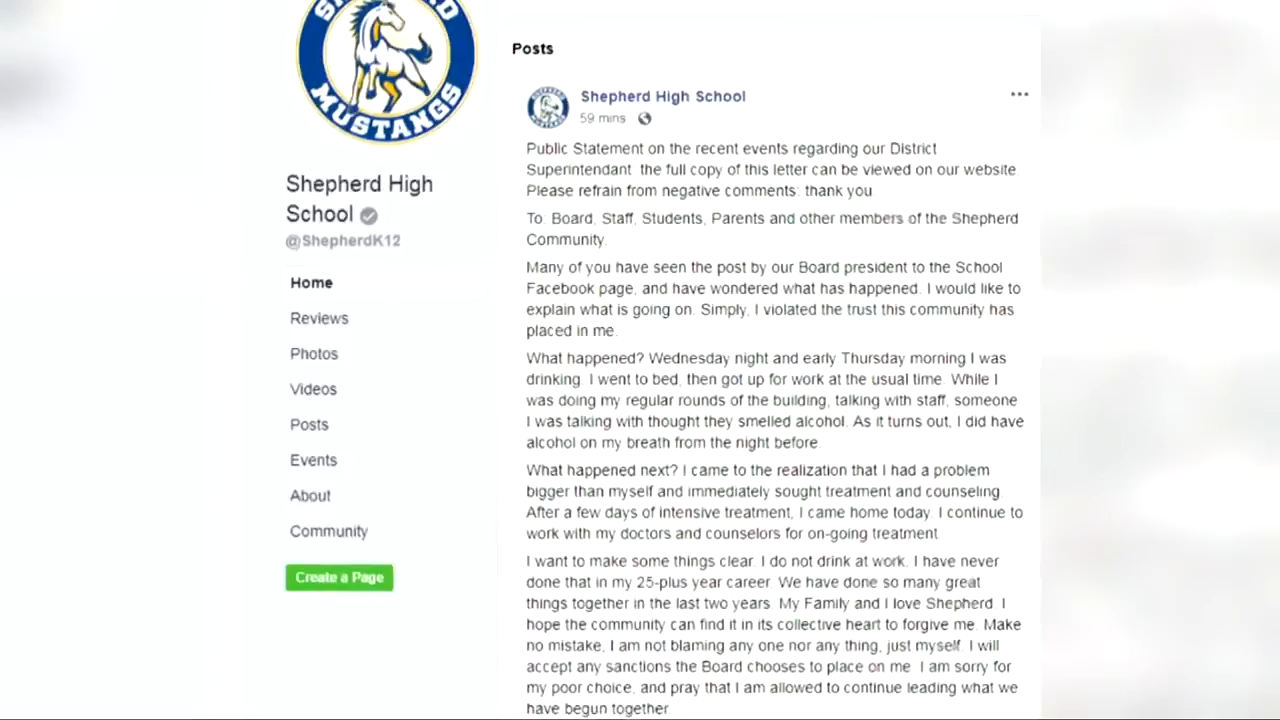 MUSTANGS
Shepherd High
School
@ShepherdK12
Home
Reviews
Photos
Videos
Posts
Events
About
Community
Create a Page
Posts
Shepherd High School
59 mins
Public Statement on the recent events regarding our District
Superintendant the full copy of this letter can be viewed on our website.
Please refrain from negative comments: thank you
To: Board, Staff, Students, Parents and other members of the Shepherd
Community.
Many of you have seen the post by our Board president to the School
Facebook page, and have wondered what has happened. I would like to
explain what is going on. Simply, I violated the trust this community has
placed in me.
What happened? Wednesday night and early Thursday morning I was
drinking. I went to bed, then got up for work at the usual time. While I
was doing my regular rounds of the building, talking with staff, someone
I was talking with thought they smelled alcohol. As it turns out, I did have
alcohol on my breath from the night before.
What happened next? I came to the realization that I had a problem
bigger than myself and immediately sought treatment and counseling.
After a few days of intensive treatment, I came home today. I continue to
work with my doctors and counselors for on-going treatment.
I want to make some things clear. I do not drink at work. I have never
done that in my 25-plus year career. We have done so many great
things together in the last two years. My Family and I love Shepherd. I
hope the community can find it in its collective heart to forgive me. Make
no mistake, I am not blaming any one nor any thing, just myself. I will
accept any sanctions the Board chooses to place on me. I am sorry for
my poor choice, and pray that I am allowed to continue leading what we
have begun together